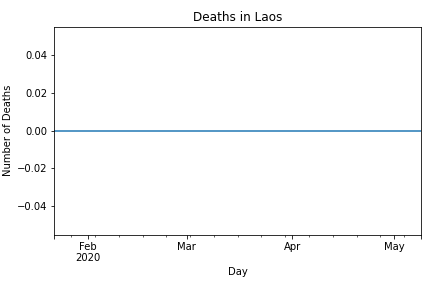 Deaths in Laos
Number of Deaths
0.04
0.02
0.00
−0.02
−0.04
Feb
2020
Mar
Apr
May
Day